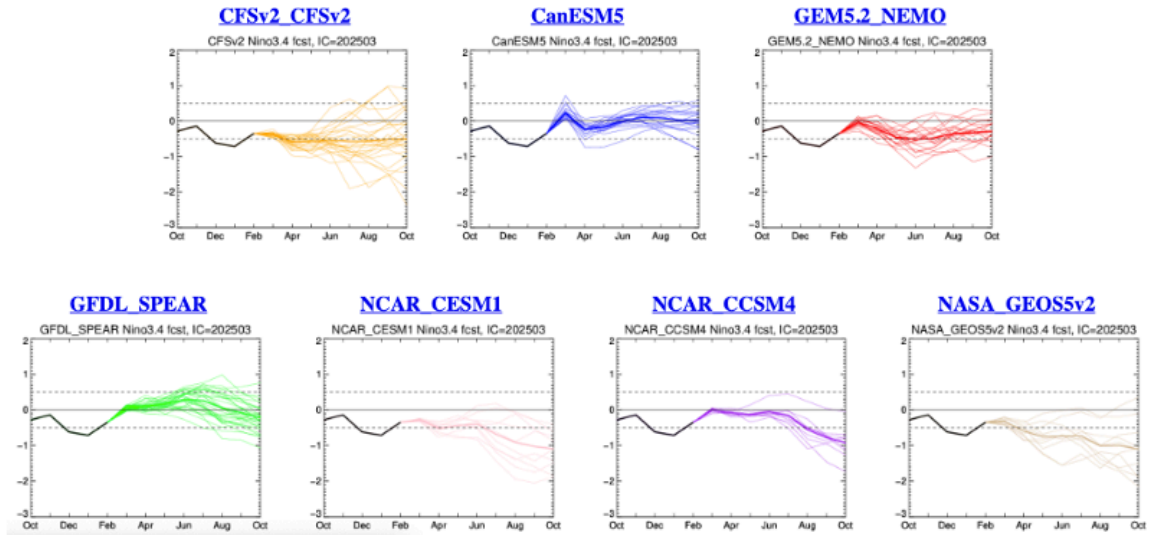 CFSv2_CFSv2 CanESM5 GEM5.2_NEMO
CFSv2 Nino3.4 fcst, IC=202503 CanESM5 Nino3.4 fcst, IC=202503 GEM5.2_NEMO Nino3.4 fcst, IC=202503
2 2 2
1 1 1
0 0 0
−1 −1 −1
−2 −2 −2
−3 −3 −3
Oct Dec Feb Apr Jun Aug Oct Oct Dec Feb Apr Jun Aug Oct Oct Dec Feb Apr Jun Aug Oct
GFDL_SPEAR NCAR_CESM1 NCAR_CCSM4 NASA_GEOS5v2
GFDL_SPEAR Nino3.4 fcst, IC=202503 NCAR_CESM1 Nino3.4 fcst, IC=202503 NCAR_CCSM4 Nino3.4 fcst, IC=202503 NASA_GEOS5v2 Nino3.4 fcst, IC=202503
2 2 2 2
1 1 1 1
0 0 0 0
−1 −1 −1 −1
−2 −2 −2 −2
−3 −3 −3 −3
Oct Dec Feb Apr Jun Aug Oct Oct Dec Feb Apr Jun Aug Oct Oct Dec Feb Apr Jun Aug Oct Oct Dec Feb Apr Jun Aug Oct